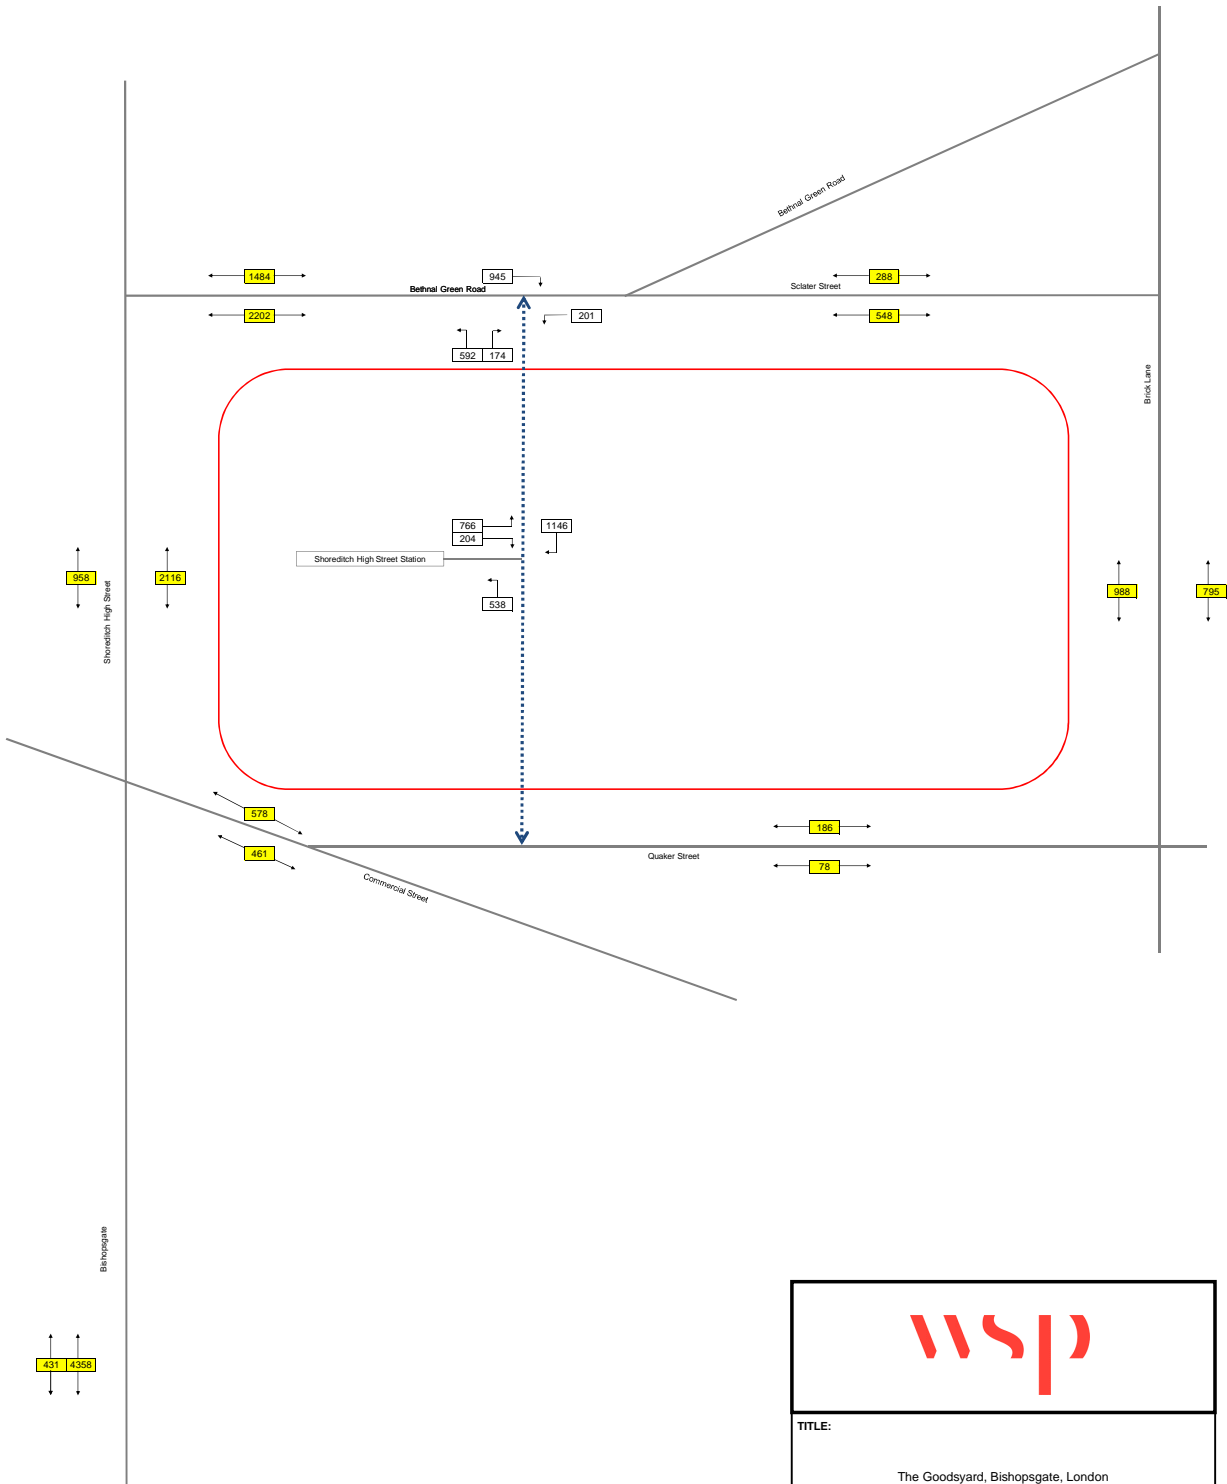 Bethnal Green Road
1484
945
288
Bethnal Green Road
Sclater Street
2202
201
548
592 174
Brick Lane
766
204
1146
Shoreditch High Street Station
958
2116
538
988
795
Shoreditch High Street
578
461
186
Quaker Street
78
Commercial Street
Bishopsgate
431 4358
wsp
TITLE:
The Goodsyard, Bishopsgate, London